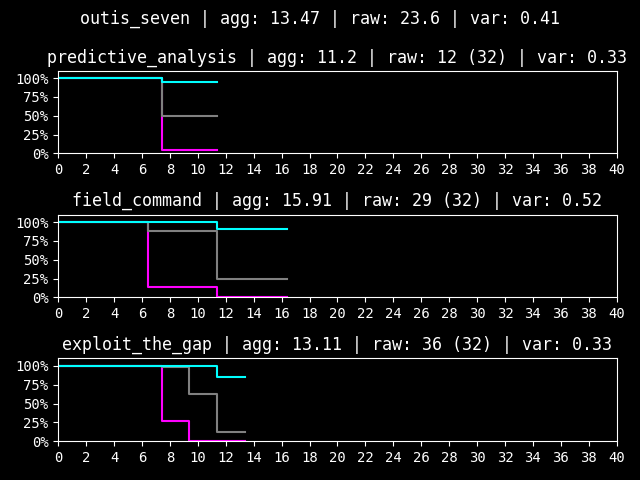 outis_seven | agg: 13.47 | raw: 23.6 | var: 0.41
predictive_analysis | agg: 11.2 | raw: 12 (32) | var: 0.33
100%
75%
50%
25%
0%
0 2 4 6 8 10 12 14 16 18 20 22 24 26 28 30 32 34 36 38 40
field_command | agg: 15.91 | raw: 29 (32) | var: 0.52
100%
75%
50%
25%
0%
0 2 4 6 8 10 12 14 16 18 20 22 24 26 28 30 32 34 36 38 40
exploit_the_gap | agg: 13.11 | raw: 36 (32) | var: 0.33
100%
75%
50%
25%
0%
0 2 4 6 8 10 12 14 16 18 20 22 24 26 28 30 32 34 36 38 40